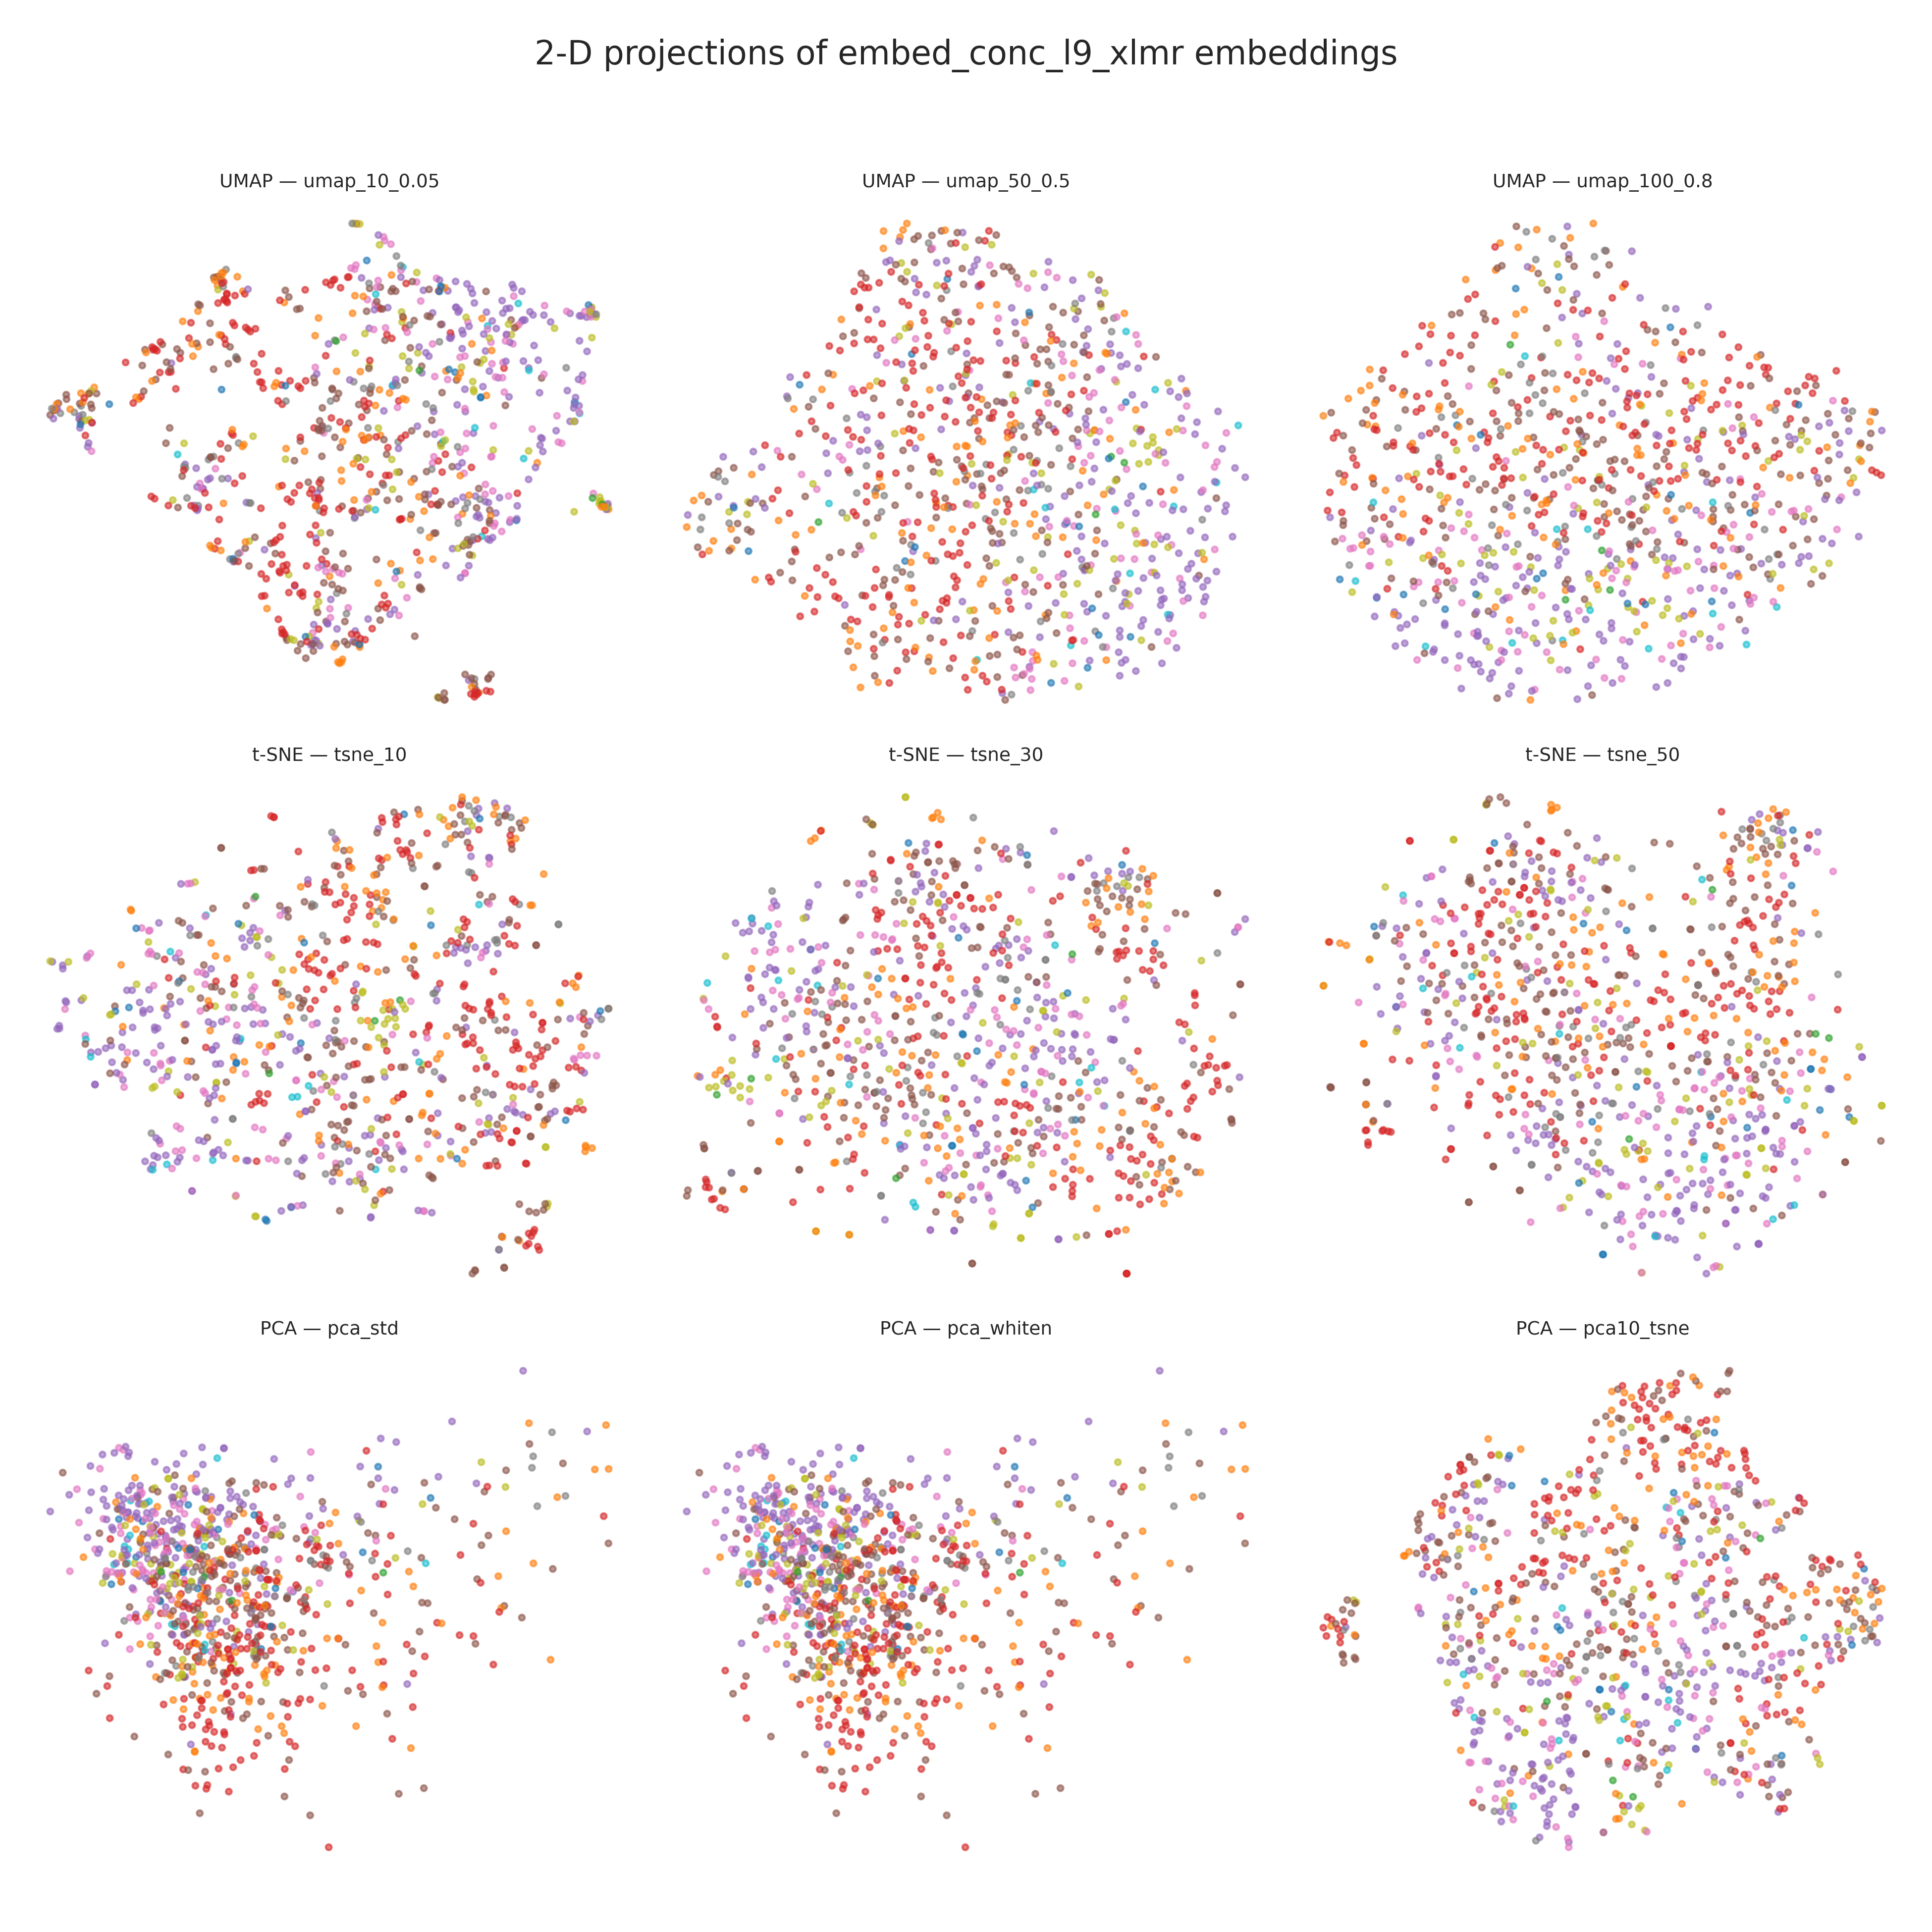 2-D projections of embed_conc_l9_xlmr embeddings
UMAP — umap_10_0.05
UMAP — umap_50_0.5
UMAP — umap_100_0.8
t-SNE — tsne_10
t-SNE — tsne_30
t-SNE — tsne_50
PCA — pca_std
PCA — pca_whiten
PCA — pca10_tsne